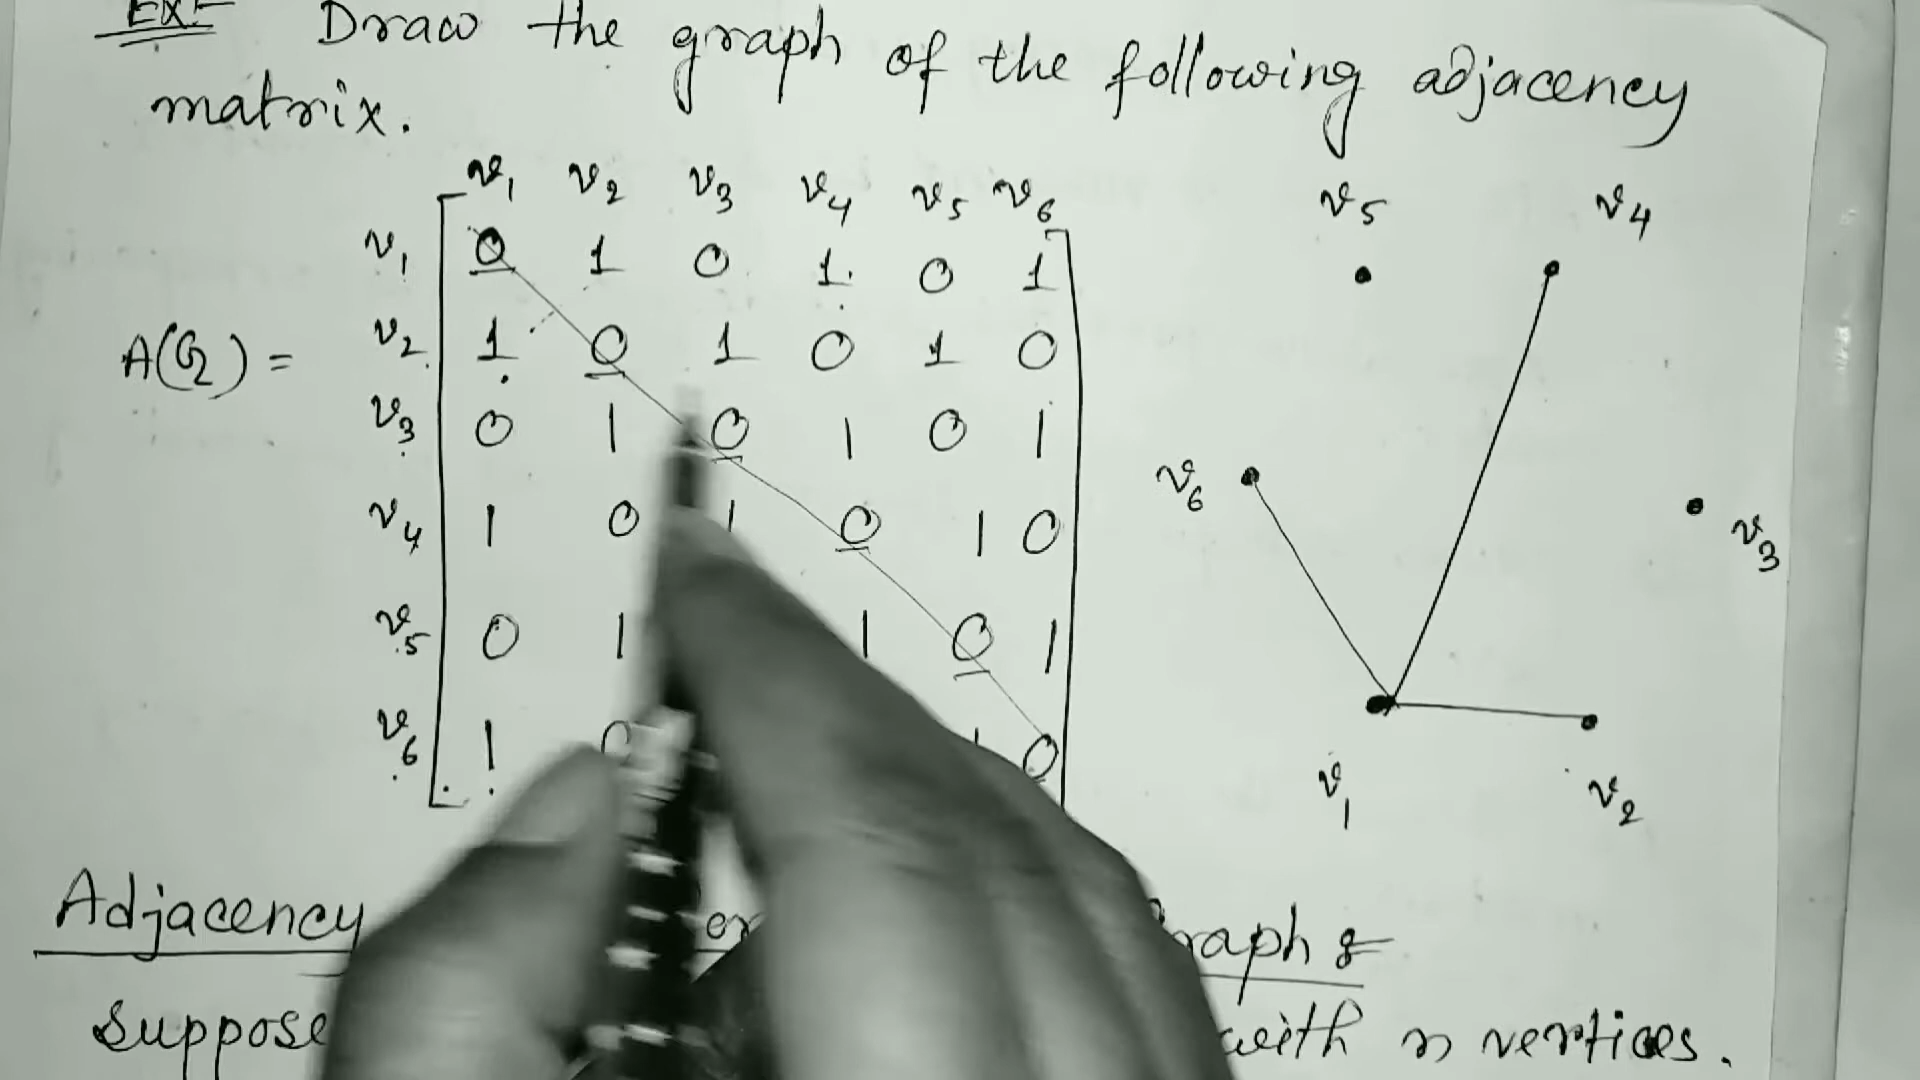 Ex:- Draw the graph of the following adjacency
matrix.
v1 v2 v3 v4 v5 v6
v1 0 1 0 1 0 1
A(G2) = v2 1 0 1 0 1 0
v3 0 1 0 1 0 1
v4 1 0 1 0 1 0
v5 0 1 1 0 1
v6 1 0 0
v5 v4
v6 v3
v1 v2
Adjacency
suppose with n vertices.